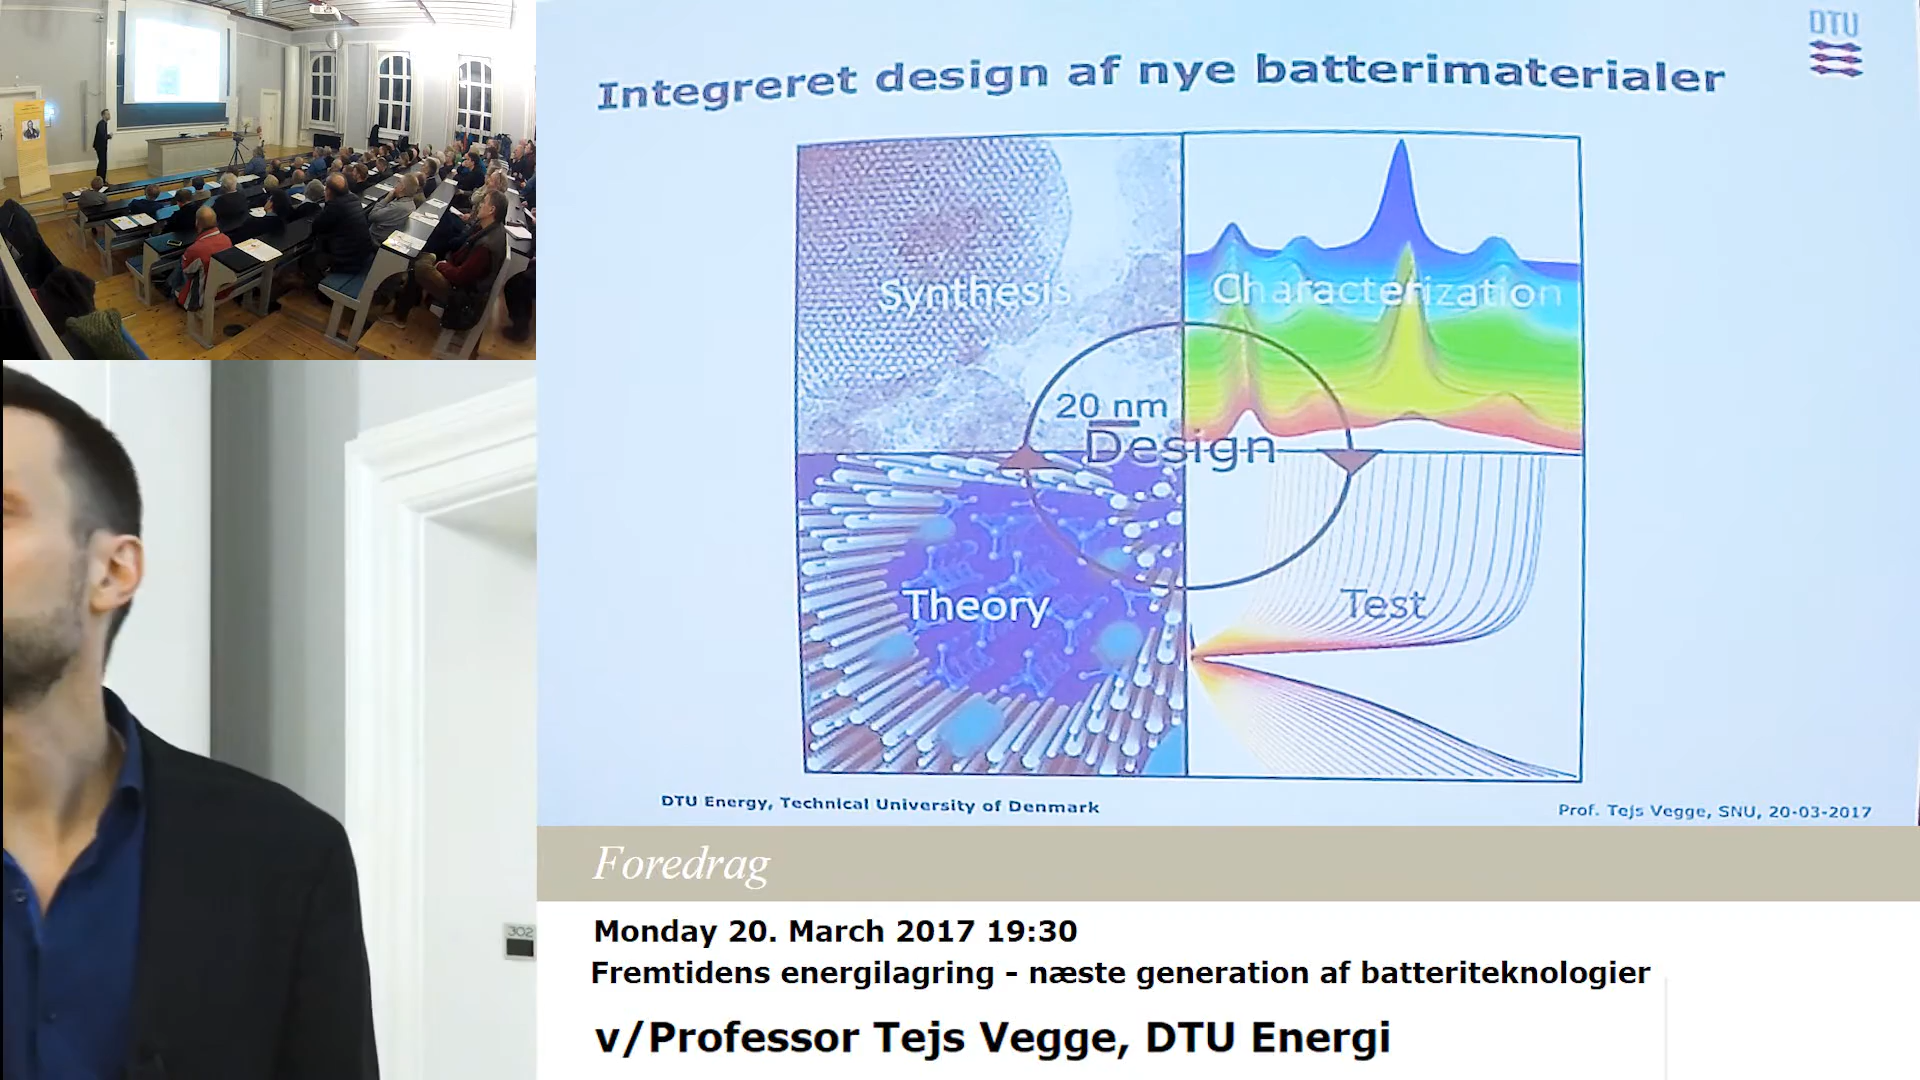 DTU
Integreret design af nye batterimaterialer
Synthesis
Characterization
20 nm
Design
Theory
Test
DTU Energy, Technical University of Denmark
Prof. Tejs Vegge, SNU, 20-03-2017
302
Foredrag
Monday 20. March 2017 19:30
Fremtidens energilagring - næste generation af batteriteknologier
v/Professor Tejs Vegge, DTU Energi